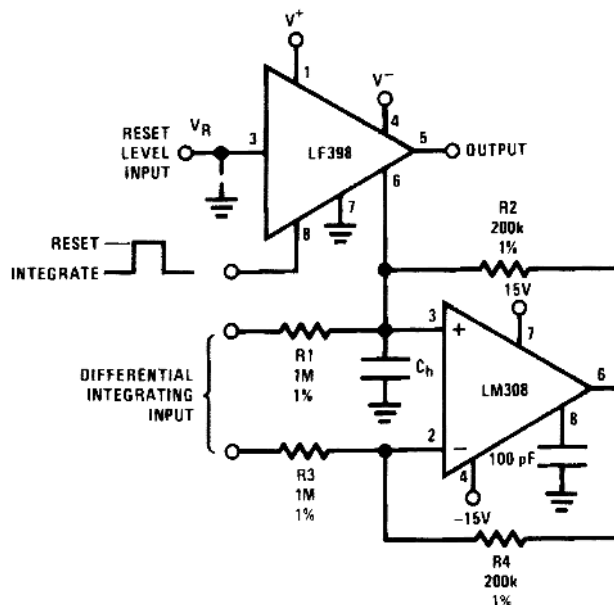 V+
1
V−
4
V_R
RESET
LEVEL
INPUT
3
LF398
5
OUTPUT
6
7
8
RESET
INTEGRATE
R2
200k
1%
15V
7
3
+
R1
1M
1%
C_h
DIFFERENTIAL
INTEGRATING
INPUT
LM308
6
8
2
−
100 pF
4
R3
1M
1%
−15V
R4
200k
1%